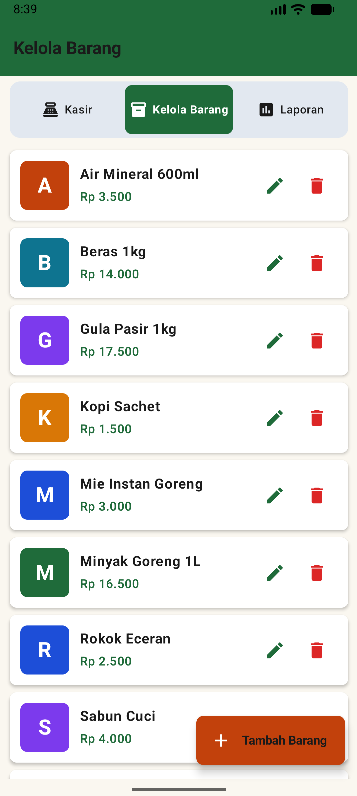 8:39
Kelola Barang
Kasir
Kelola Barang
Laporan
A
Air Mineral 600ml
Rp 3.500
B
Beras 1kg
Rp 14.000
G
Gula Pasir 1kg
Rp 17.500
K
Kopi Sachet
Rp 1.500
M
Mie Instan Goreng
Rp 3.000
M
Minyak Goreng 1L
Rp 16.500
R
Rokok Eceran
Rp 2.500
S
Sabun Cuci
Rp 4.000
Tambah Barang